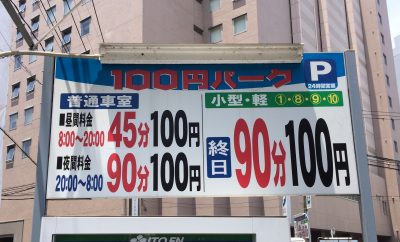 100円パーク P
24時間営業
普通車室
■昼間料金
8:00~20:00 45分100円
■夜間料金
20:00~8:00 90分100円
小型・軽 ①・⑧・⑨・⑩
終日 90分100円
ITO EN